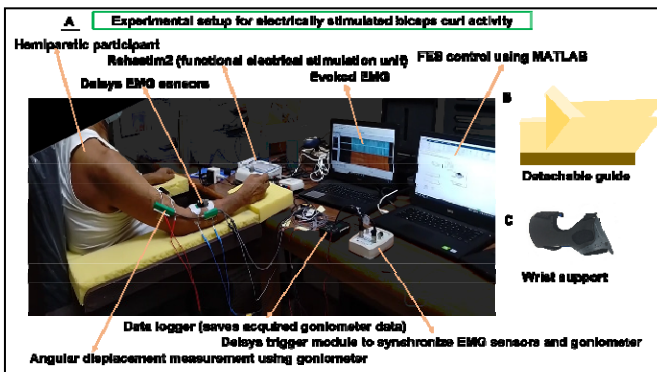 A Experimental setup for electrically stimulated biceps curl activity
Hemiparetic participant
Rehastim2 (functional electrical stimulation unit)
FES control using MATLAB
Delsys EMG sensors
Evoked EMG
B
Detachable guide
C
Wrist support
Data logger (saves acquired goniometer data)
Delsys trigger module to synchronize EMG sensors and goniometer
Angular displacement measurement using goniometer